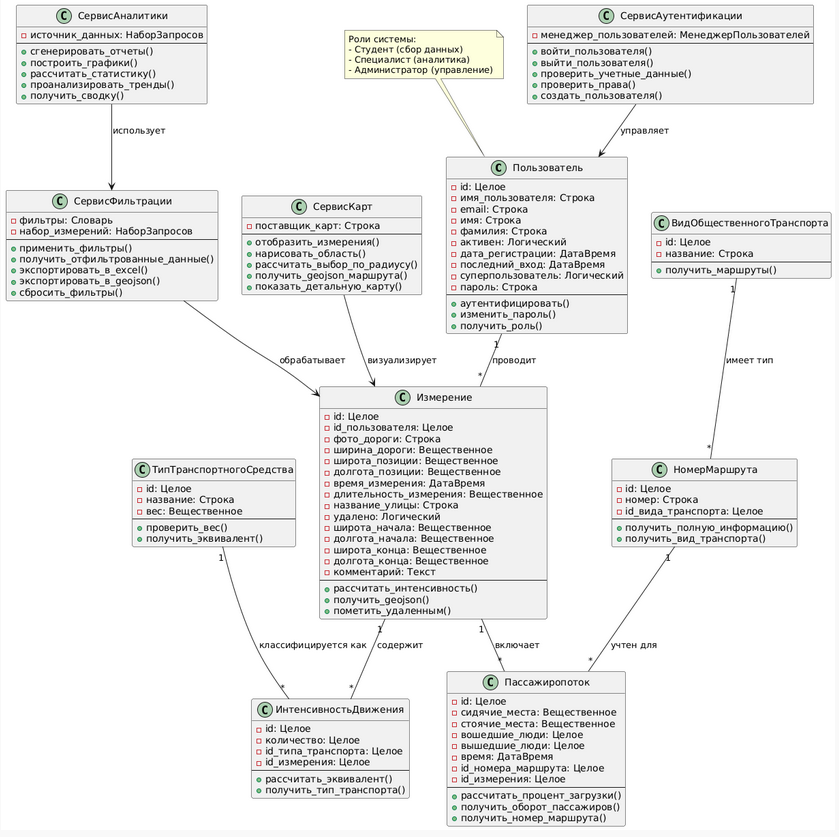 СервисАналитики
источник_данных: НаборЗапросов
сгенерировать_отчеты()
построить_графики()
рассчитать_статистику()
проанализировать_тренды()
получить_сводку()
Роли системы:
- Студент (сбор данных)
- Специалист (аналитика)
- Администратор (управление)
СервисАутентификации
менеджер_пользователей: МенеджерПользователей
войти_пользователя()
выйти_пользователя()
проверить_учетные_данные()
проверить_права()
создать_пользователя()
использует
управляет
СервисФильтрации
фильтры: Словарь
набор_измерений: НаборЗапросов
применить_фильтры()
получить_отфильтрованные_данные()
экспортировать_в_excel()
экспортировать_в_geojson()
сбросить_фильтры()
СервисКарт
поставщик_карт: Строка
отобразить_измерения()
нарисовать_область()
рассчитать_выбор_по_радиусу()
получить_geojson_маршрута()
показать_детальную_карту()
Пользователь
id: Целое
имя_пользователя: Строка
email: Строка
имя: Строка
фамилия: Строка
активен: Логический
дата_регистрации: ДатаВремя
последний_вход: ДатаВремя
суперпользователь: Логический
пароль: Строка
аутентифицировать()
изменить_пароль()
получить_роль()
ВидОбщественногоТранспорта
id: Целое
название: Строка
получить_маршруты()
обрабатывает
визуализирует
1
проводит
*
1
имеет тип
*
Измерение
id: Целое
id_пользователя: Целое
фото_дороги: Строка
ширина_дороги: Вещественное
широта_позиции: Вещественное
долгота_позиции: Вещественное
время_измерения: ДатаВремя
длительность_измерения: Вещественное
название_улицы: Строка
удалено: Логический
широта_начала: Вещественное
долгота_начала: Вещественное
широта_конца: Вещественное
долгота_конца: Вещественное
комментарий: Текст
рассчитать_интенсивность()
получить_geojson()
пометить_удаленным()
ТипТранспортногоСредства
id: Целое
название: Строка
вес: Вещественное
проверить_вес()
получить_эквивалент()
НомерМаршрута
id: Целое
номер: Строка
id_вида_транспорта: Целое
получить_полную_информацию()
получить_вид_транспорта()
1
классифицируется как
*
1
содержит
*
1
включает
*
1
учтен для
*
ИнтенсивностьДвижения
id: Целое
количество: Целое
id_типа_транспорта: Целое
id_измерения: Целое
рассчитать_эквивалент()
получить_тип_транспорта()
Пассажиропоток
id: Целое
сидячие_места: Вещественное
стоячие_места: Вещественное
вошедшие_люди: Целое
вышедшие_люди: Целое
время: ДатаВремя
id_номера_маршрута: Целое
id_измерения: Целое
рассчитать_процент_загрузки()
получить_оборот_пассажиров()
получить_номер_маршрута()